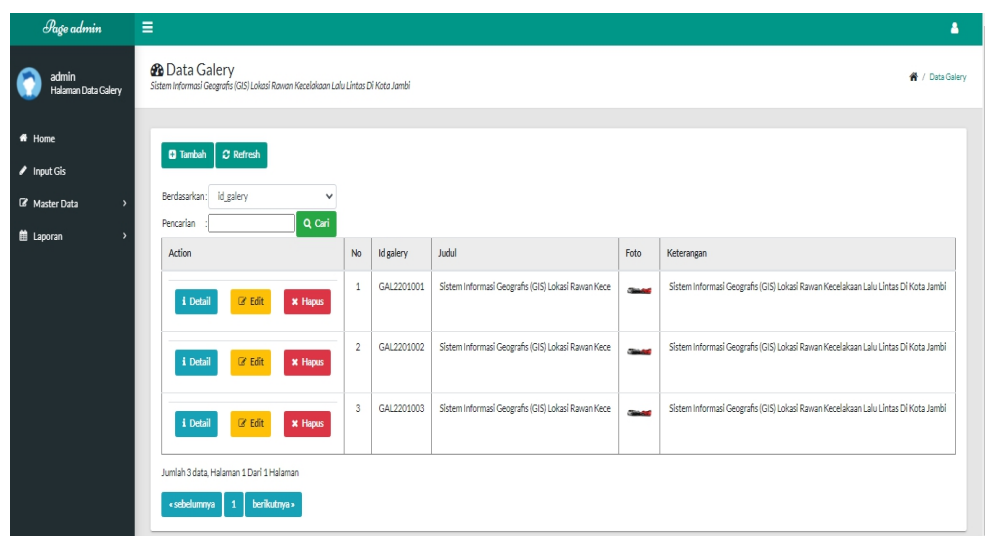 Page admin
admin
Halaman Data Galery
Home
Input Gis
Master Data
Laporan
Data Galery
Sistem Informasi Geografis (GIS) Lokasi Rawan Kecelakaan Lalu Lintas Di Kota Jambi
/ Data Galery
Tambah Refresh
Berdasarkan: id_galery
Pencarian : Cari
Action No Id galery Judul Foto Keterangan
Detail Edit Hapus 1 GAL2201001 Sistem Informasi Geografis (GIS) Lokasi Rawan Kece Sistem Informasi Geografis (GIS) Lokasi Rawan Kecelakaan Lalu Lintas Di Kota Jambi
Detail Edit Hapus 2 GAL2201002 Sistem Informasi Geografis (GIS) Lokasi Rawan Kece Sistem Informasi Geografis (GIS) Lokasi Rawan Kecelakaan Lalu Lintas Di Kota Jambi
Detail Edit Hapus 3 GAL2201003 Sistem Informasi Geografis (GIS) Lokasi Rawan Kece Sistem Informasi Geografis (GIS) Lokasi Rawan Kecelakaan Lalu Lintas Di Kota Jambi
Jumlah 3 data, Halaman 1 Dari 1 Halaman
« sebelumnya 1 berikutnya »